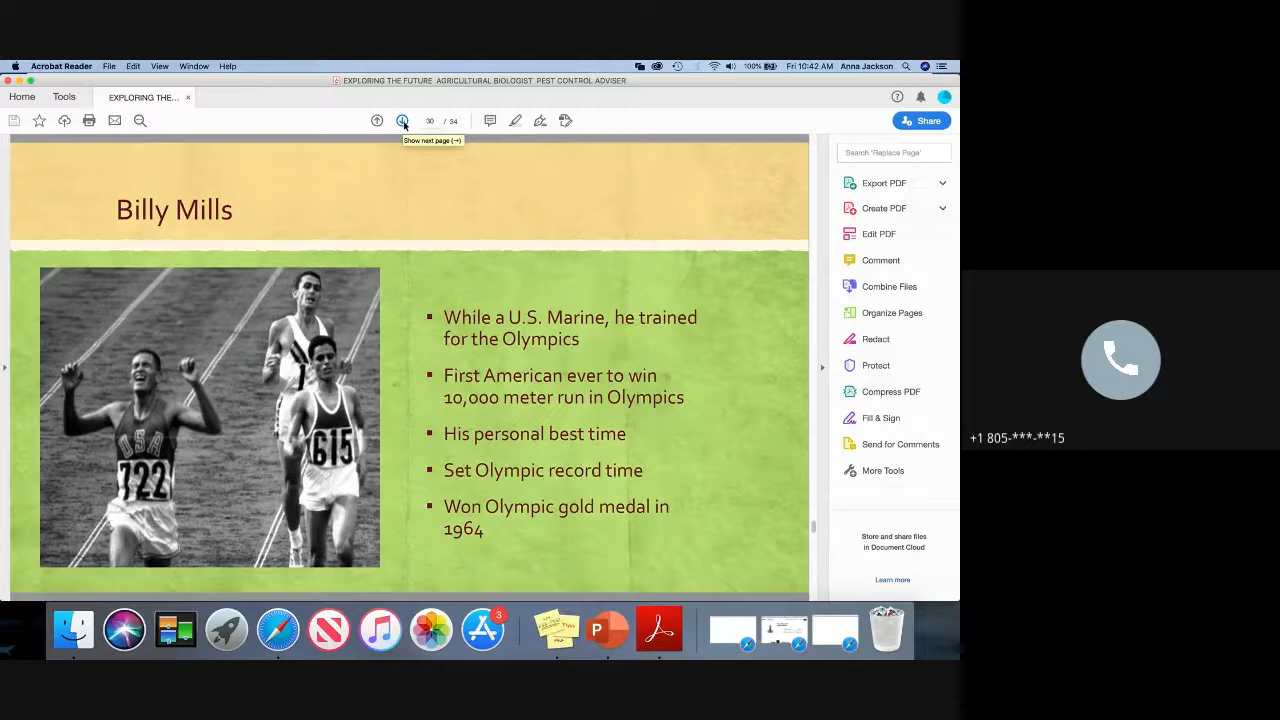 Acrobat Reader File Edit View Window Help 100% Fri 10:42 AM Anna Jackson
EXPLORING THE FUTURE AGRICULTURAL BIOLOGIST PEST CONTROL ADVISER
Home Tools EXPLORING THE... ×
30 / 34 Share
Show next page (→)
Search 'Replace Page'
Export PDF
Create PDF
Edit PDF
Comment
Combine Files
Organize Pages
Redact
Protect
Compress PDF
Fill & Sign
Send for Comments
More Tools
Store and share files
in Document Cloud
Learn more
Billy Mills
USA
722
615
▪ While a U.S. Marine, he trained
for the Olympics
▪ First American ever to win
10,000 meter run in Olympics
▪ His personal best time
▪ Set Olympic record time
▪ Won Olympic gold medal in
1964
3
P
+1 805-***-**15